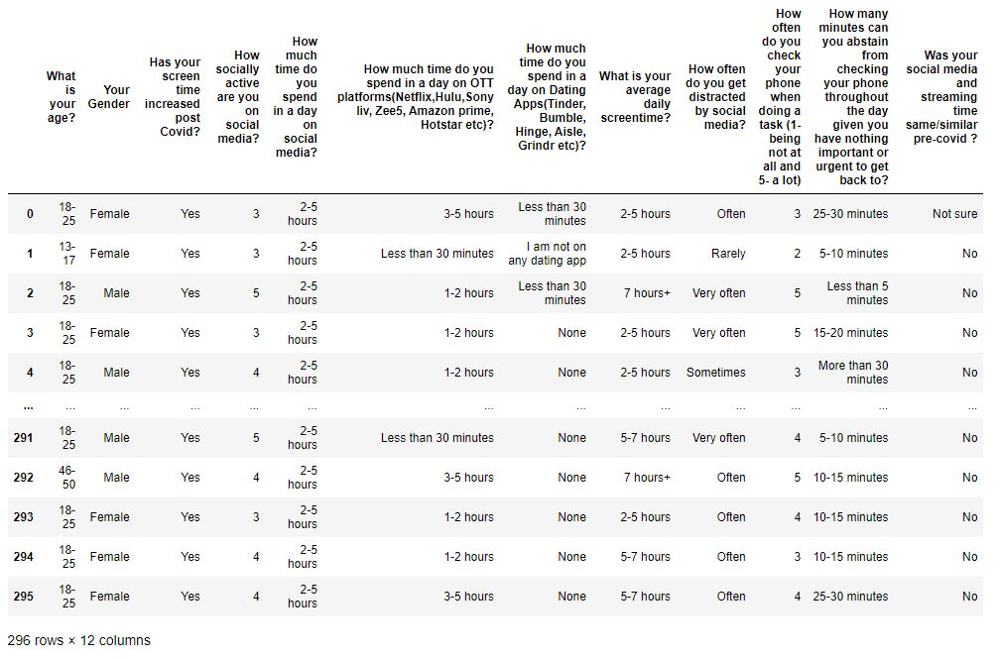 What is your age? Your Gender Has your screen time increased post Covid? How socially active are you on social media? How much time do you spend in a day on social media? How much time do you spend in a day on OTT platforms(Netflix,Hulu,Sony liv, Zee5, Amazon prime, Hotstar etc)? How much time do you spend in a day on Dating Apps(Tinder, Bumble, Hinge, Aisle, Grindr etc)? What is your average daily screentime? How often do you get distracted by social media? How often do you check your phone when doing a task (1- being not at all and 5- a lot) How many minutes can you abstain from checking your phone throughout the day given you have nothing important or urgent to get back to? Was your social media and streaming time same/similar pre-covid ?
0 18-25 Female Yes 3 2-5 hours 3-5 hours Less than 30 minutes 2-5 hours Often 3 25-30 minutes Not sure
1 13-17 Female Yes 3 2-5 hours Less than 30 minutes I am not on any dating app 2-5 hours Rarely 2 5-10 minutes No
2 18-25 Male Yes 5 2-5 hours 1-2 hours Less than 30 minutes 7 hours+ Very often 5 Less than 5 minutes No
3 18-25 Female Yes 3 2-5 hours 1-2 hours None 2-5 hours Very often 5 15-20 minutes No
4 18-25 Male Yes 4 2-5 hours 1-2 hours None 2-5 hours Sometimes 3 More than 30 minutes No
... ... ... ... ... ... ... ... ... ... ... ... ...
291 18-25 Male Yes 5 2-5 hours Less than 30 minutes None 5-7 hours Very often 4 5-10 minutes No
292 46-50 Male Yes 4 2-5 hours 3-5 hours None 7 hours+ Often 5 10-15 minutes No
293 18-25 Female Yes 3 2-5 hours 1-2 hours None 2-5 hours Often 4 10-15 minutes No
294 18-25 Female Yes 4 2-5 hours 1-2 hours None 5-7 hours Often 3 10-15 minutes No
295 18-25 Female Yes 4 2-5 hours 3-5 hours None 5-7 hours Often 4 25-30 minutes No
296 rows × 12 columns